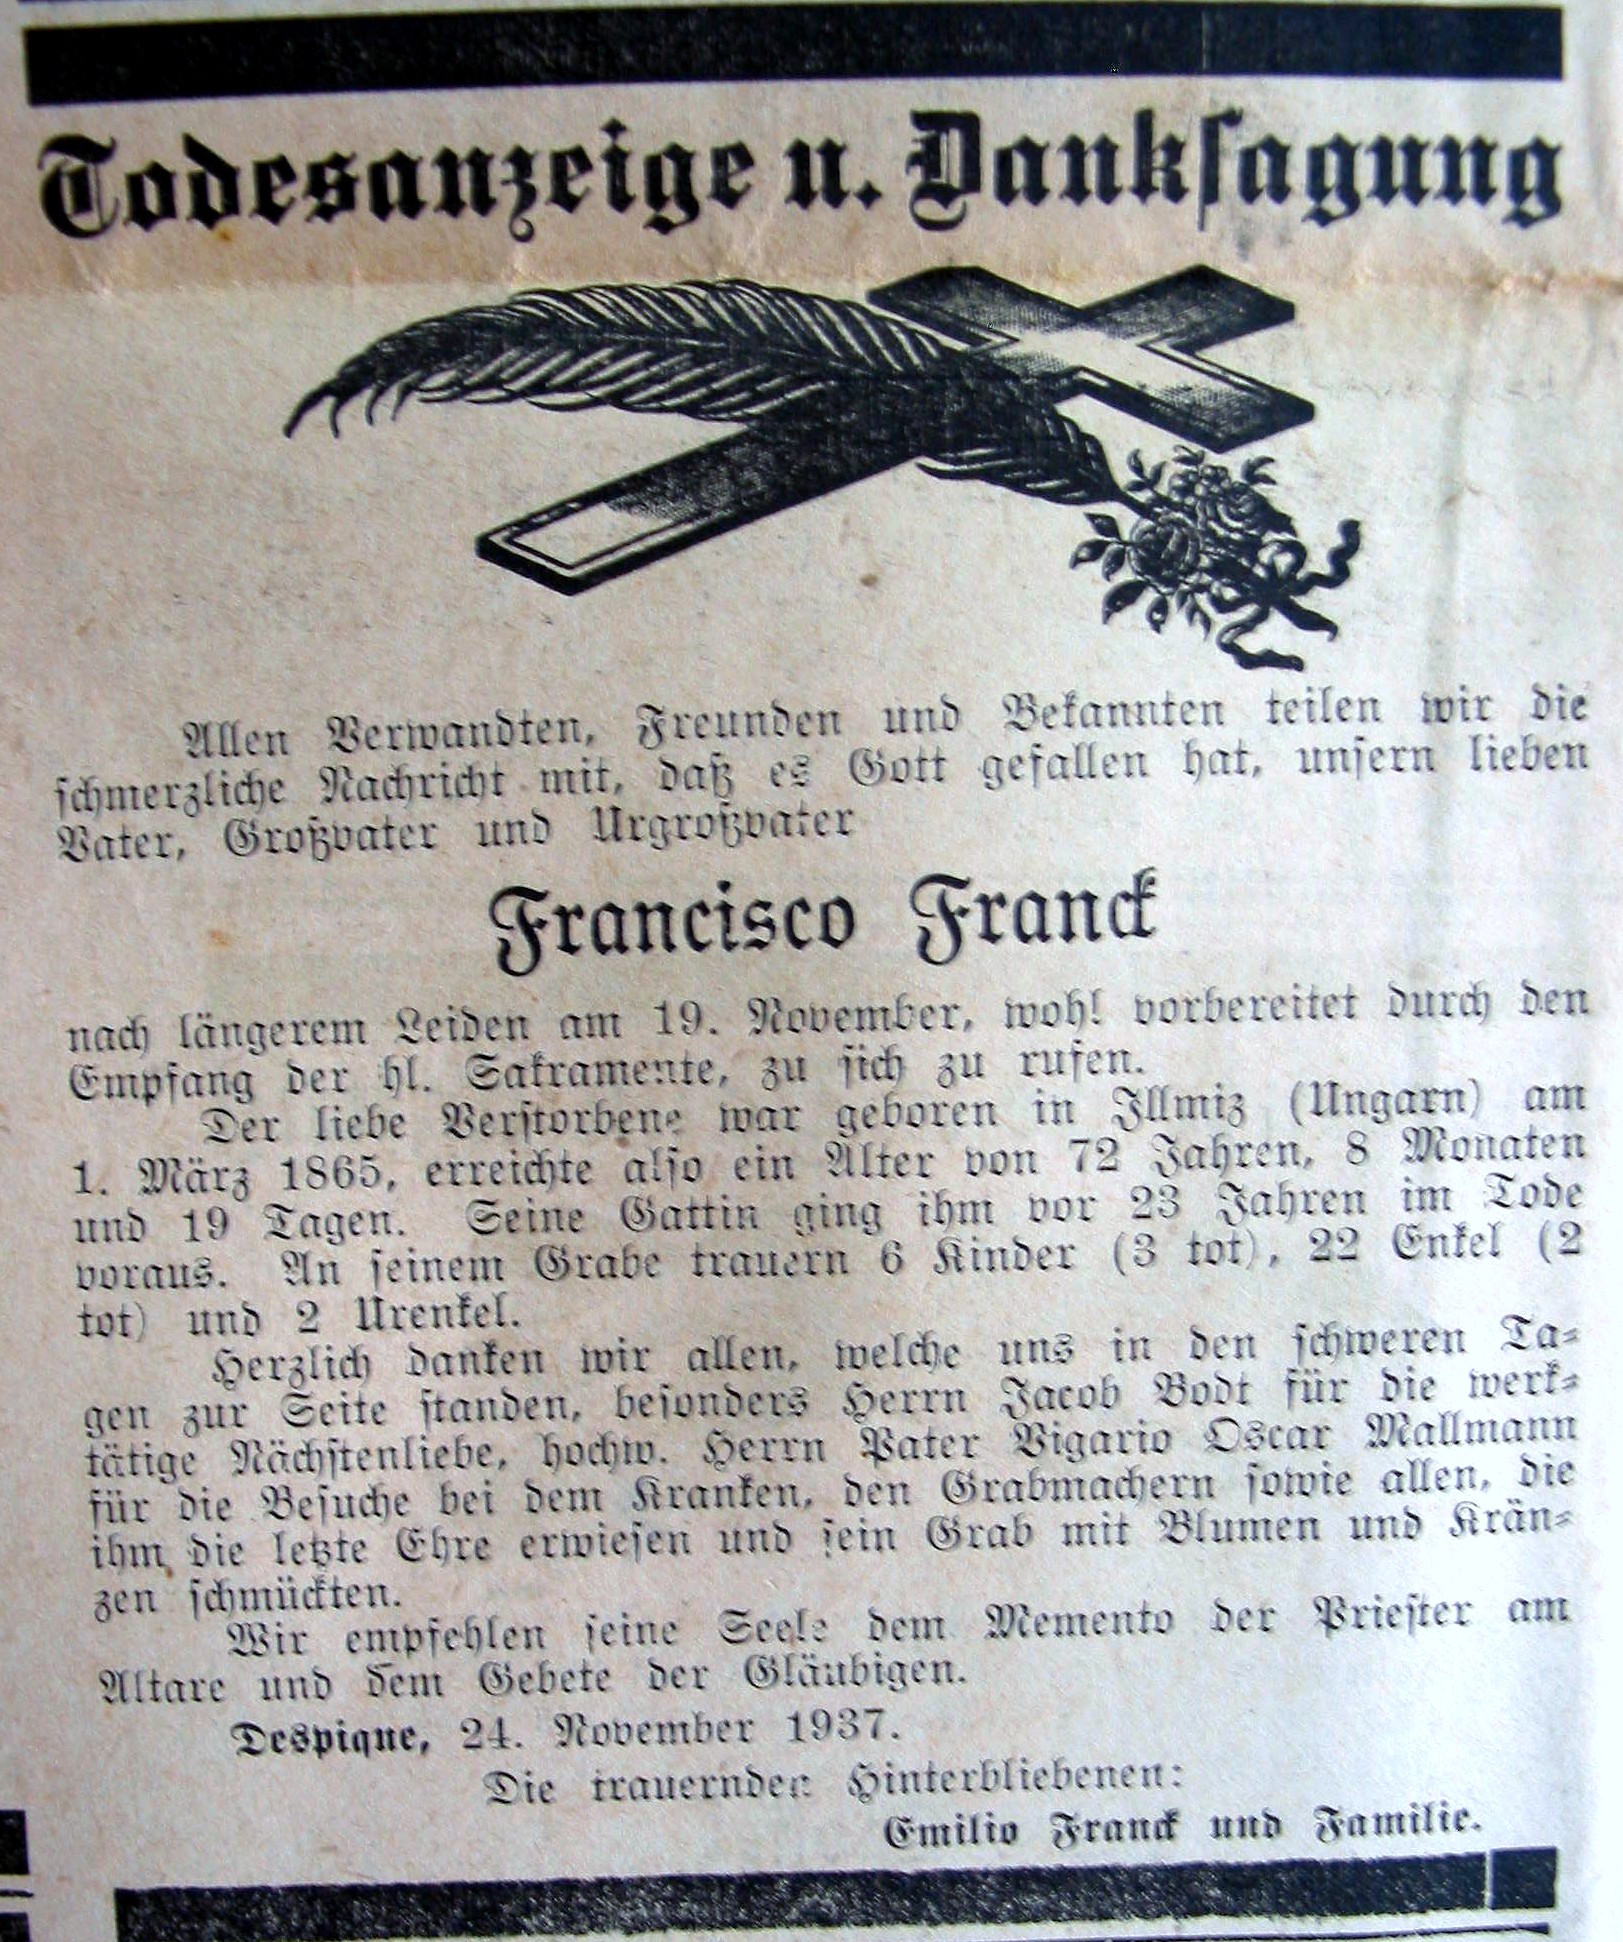 Todesanzeige u. Danksagung
Allen Verwandten, Freunden und Bekannten teilen wir die
schmerzliche Nachricht mit, daß es Gott gefallen hat, unsern lieben
Vater, Großvater und Urgroßvater
Francisco Franck
nach längerem Leiden am 19. November, wohl vorbereitet durch den
Empfang der hl. Sakramente, zu sich zu rufen.
Der liebe Verstorbene war geboren in Illmiz (Ungarn) am
1. März 1865, erreichte also ein Alter von 72 Jahren, 8 Monaten
und 19 Tagen. Seine Gattin ging ihm vor 23 Jahren im Tode
voraus. An seinem Grabe trauern 6 Kinder (3 tot), 22 Enkel (2
tot) und 2 Urenkel.
Herzlich danken wir allen, welche uns in den schweren Ta-
gen zur Seite standen, besonders Herrn Jacob Bodt für die werk-
tätige Nächstenliebe, hochw. Herrn Pater Vigario Oscar Mallmann
für die Besuche bei dem Kranken, den Grabmachern sowie allen, die
ihm die letzte Ehre erwiesen und sein Grab mit Blumen und Krän-
zen schmückten.
Wir empfehlen seine Seele dem Memento der Priester am
Altare und dem Gebete der Gläubigen.
Despique, 24. November 1937.
Die trauernden Hinterbliebenen:
Emilio Franck und Familie.